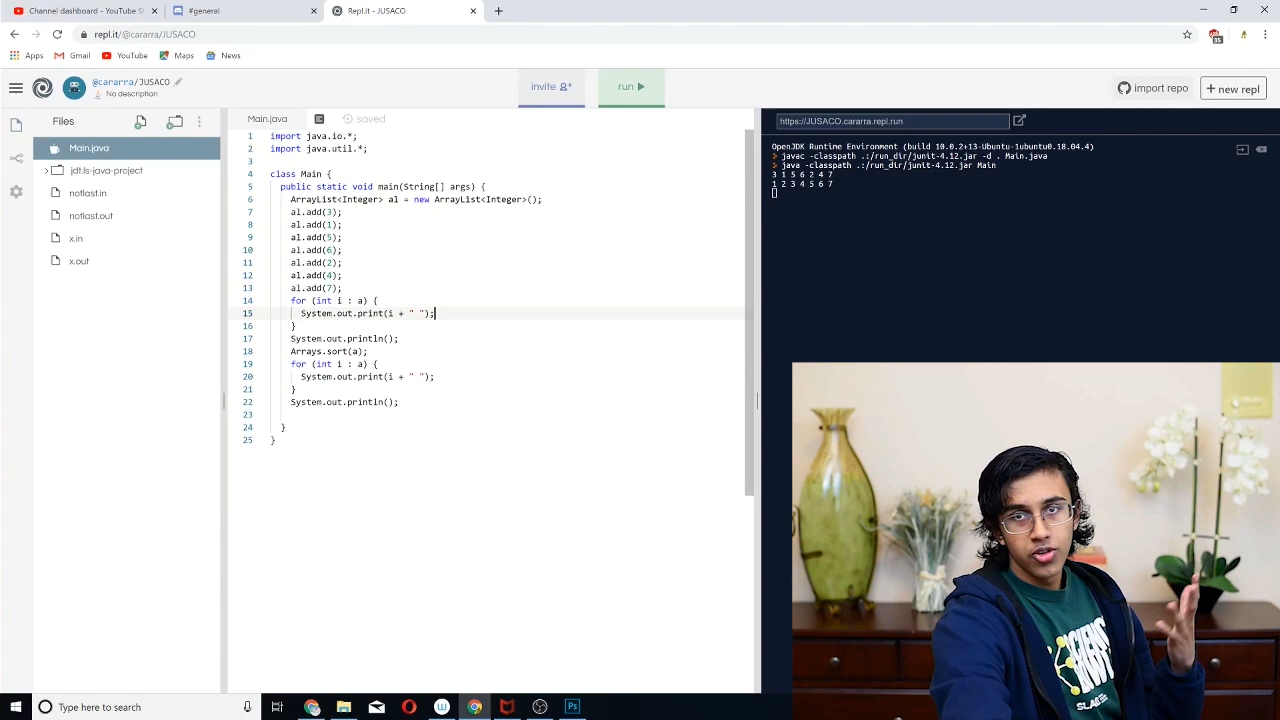 Channel dashboard - YouTube St
#general
Repl.it - JUSACO
repl.it/@cararra/JUSACO
Apps
Gmail
YouTube
Maps
News
@cararra/JUSACO
No description
invite
run
import repo
+ new repl
Files
Main.java
jdt.ls-java-project
notlast.in
notlast.out
x.in
x.out
Main.java
saved
1 import java.io.*;
2 import java.util.*;
3
4 class Main {
5 public static void main(String[] args) {
6 ArrayList<Integer> al = new ArrayList<Integer>();
7 al.add(3);
8 al.add(1);
9 al.add(5);
10 al.add(6);
11 al.add(2);
12 al.add(4);
13 al.add(7);
14 for (int i : a) {
15 System.out.print(i + " ");
16 }
17 System.out.println();
18 Arrays.sort(a);
19 for (int i : a) {
20 System.out.print(i + " ");
21 }
22 System.out.println();
23
24 }
25 }
https://JUSACO.cararra.repl.run
OpenJDK Runtime Environment (build 10.0.2+13-Ubuntu-1ubuntu0.18.04.4)
> javac -classpath .:/run_dir/junit-4.12.jar -d . Main.java
> java -classpath .:/run_dir/junit-4.12.jar Main
3 1 5 6 2 4 7
1 2 3 4 5 6 7
Type here to search
Ps